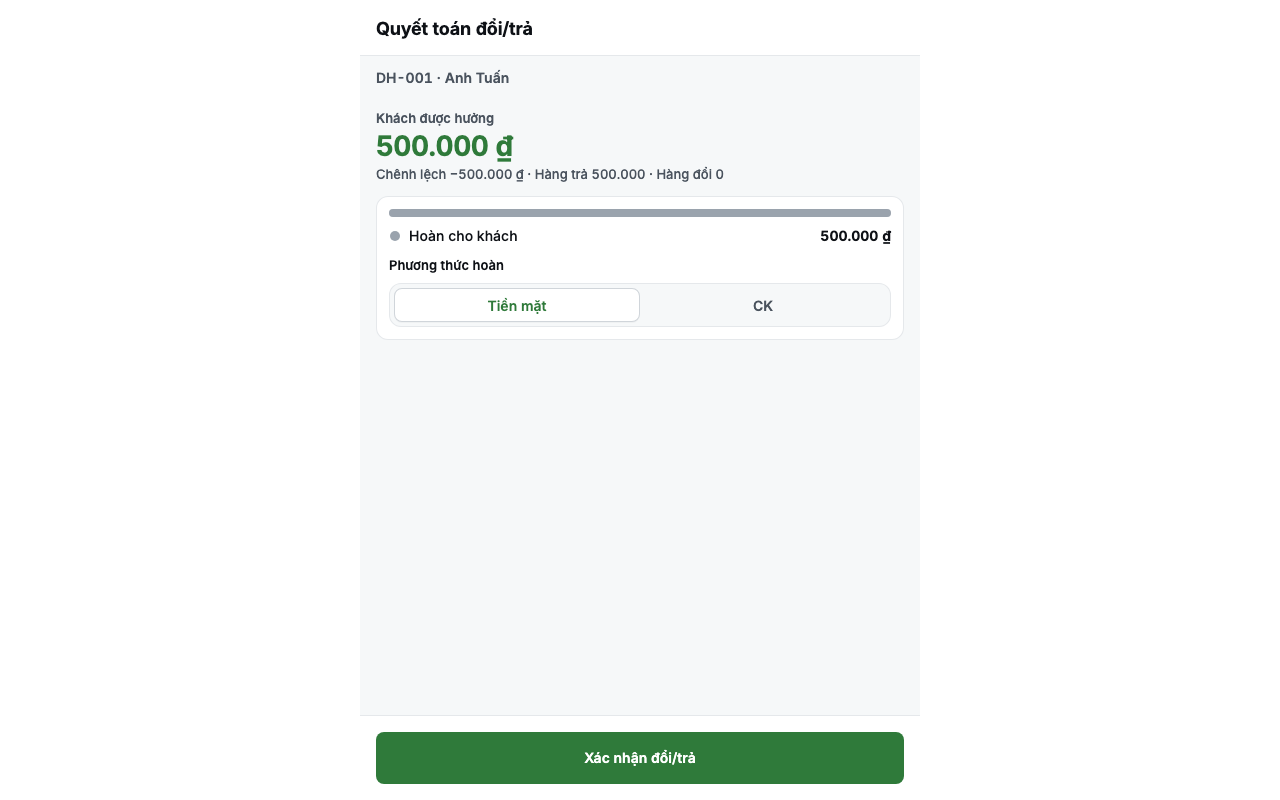 Quyết toán đổi/trả
DH-001 · Anh Tuấn
Khách được hưởng
500.000 ₫
Chênh lệch −500.000 ₫ · Hàng trả 500.000 · Hàng đổi 0
Hoàn cho khách 500.000 ₫
Phương thức hoàn
Tiền mặt CK
Xác nhận đổi/trả